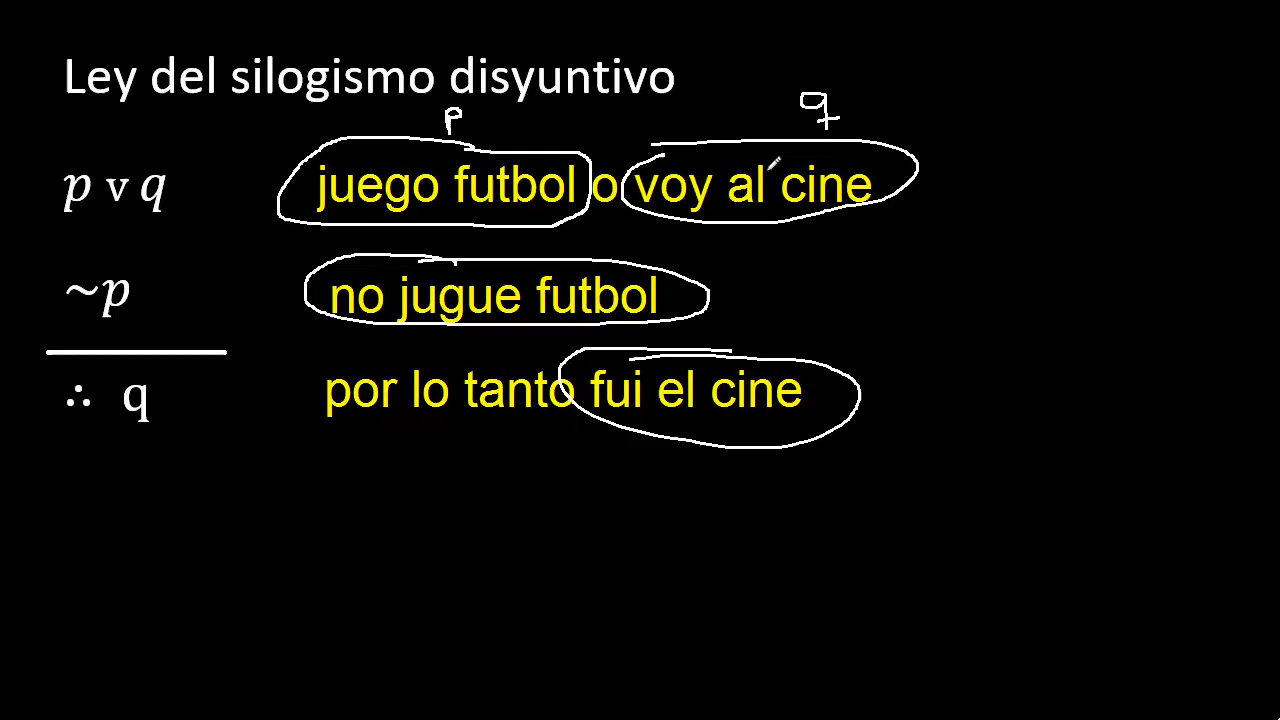 Ley del silogismo disyuntivo
p q
p v q juego futbol o voy al cine
~p no jugue futbol
∴ q por lo tanto fui el cine